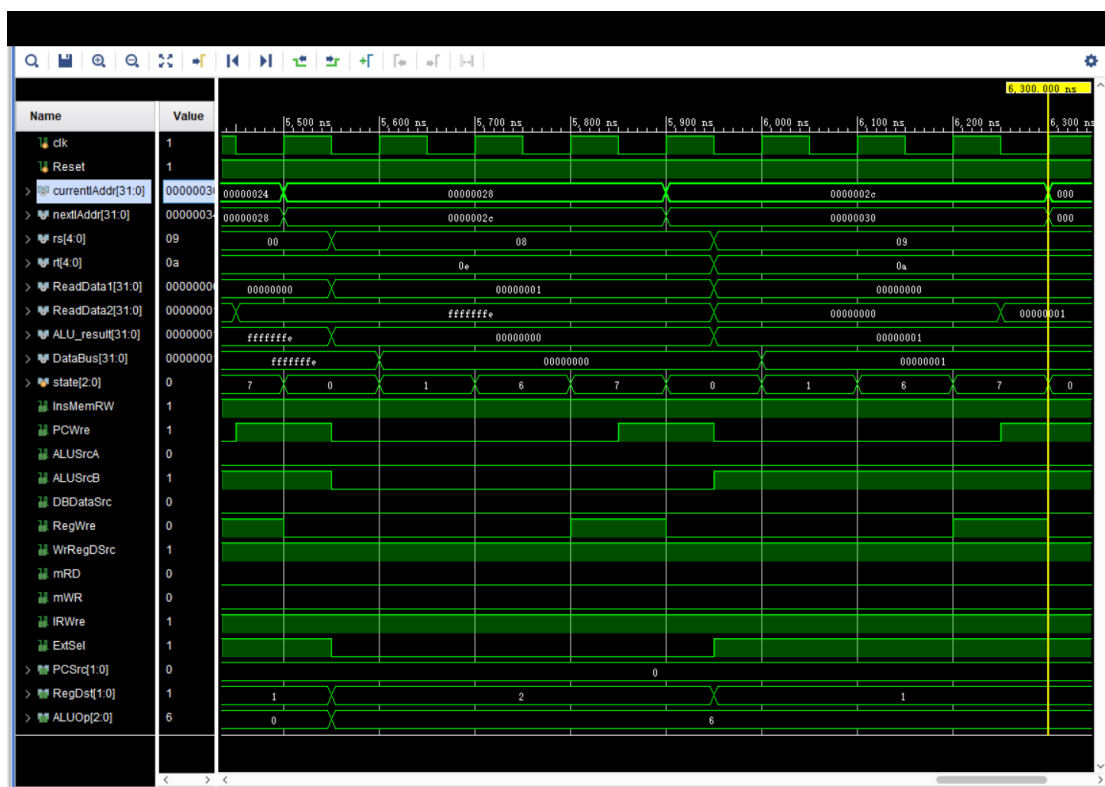 6,300.000 ns
Name Value 5,500 ns 5,600 ns 5,700 ns 5,800 ns 5,900 ns 6,000 ns 6,100 ns 6,200 ns 6,300 ns
clk 1
Reset 1
currentIAddr[31:0] 0000003 00000024 00000028 0000002c 000
nextIAddr[31:0] 0000003 00000028 0000002c 00000030 000
rs[4:0] 09 00 08 09
rt[4:0] 0a 0e 0a
ReadData1[31:0] 0000000 00000000 00000001 00000000
ReadData2[31:0] 0000000 fffffffe 00000000 00000001
ALU_result[31:0] 0000000 fffffffe 00000000 00000001
DataBus[31:0] 0000000 fffffffe 00000000 00000001
state[2:0] 0 7 0 1 6 7 0 1 6 7 0
InsMemRW 1
PCWre 1
ALUSrcA 0
ALUSrcB 1
DBDataSrc 0
RegWre 0
WrRegDSrc 1
mRD 0
mWR 0
IRWre 1
ExtSel 1
PCSrc[1:0] 0 0
RegDst[1:0] 1 1 2 1
ALUOp[2:0] 6 0 6